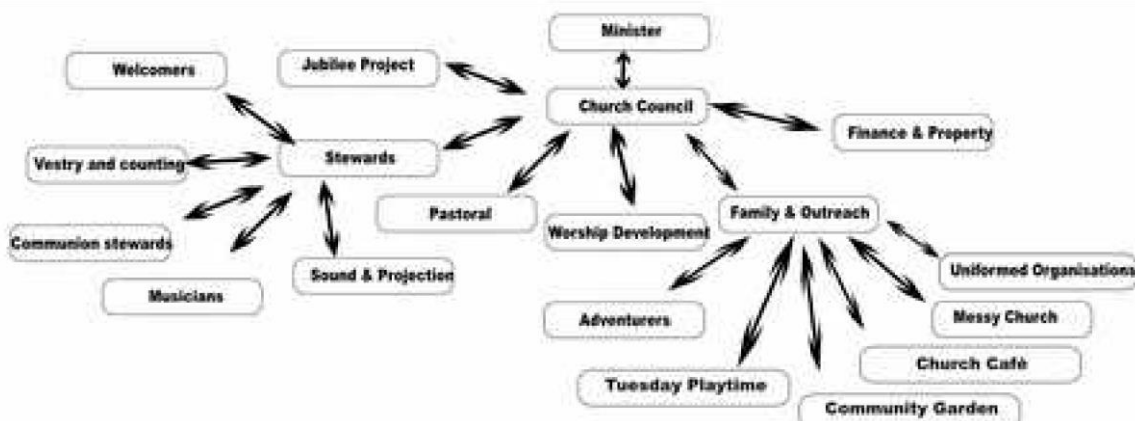 Minister
Welcomers
Jubilee Project
Church Council
Finance & Property
Vestry and counting
Stewards
Pastoral
Family & Outreach
Communion stewards
Worship Development
Musicians
Sound & Projection
Uniformed Organisations
Adventurers
Messy Church
Church Cafè
Tuesday Playtime
Community Garden